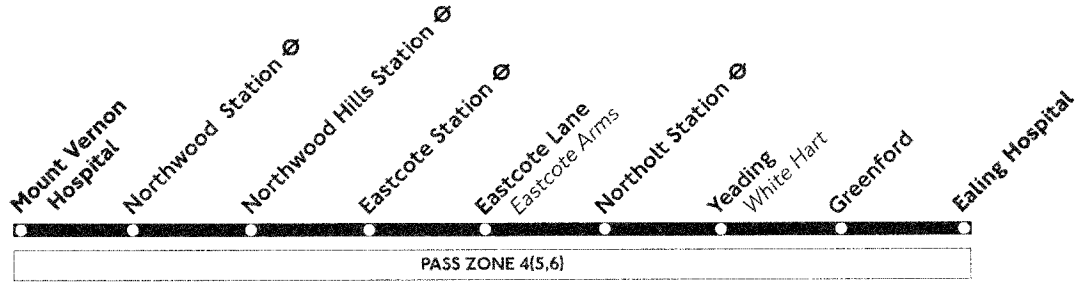 Mount Vernon
Hospital
Northwood Station
Northwood Hills Station
Eastcote Station
Eastcote Lane
Eastcote Arms
Northolt Station
Yeading
White Hart
Greenford
Ealing Hospital
PASS ZONE 4(5,6)